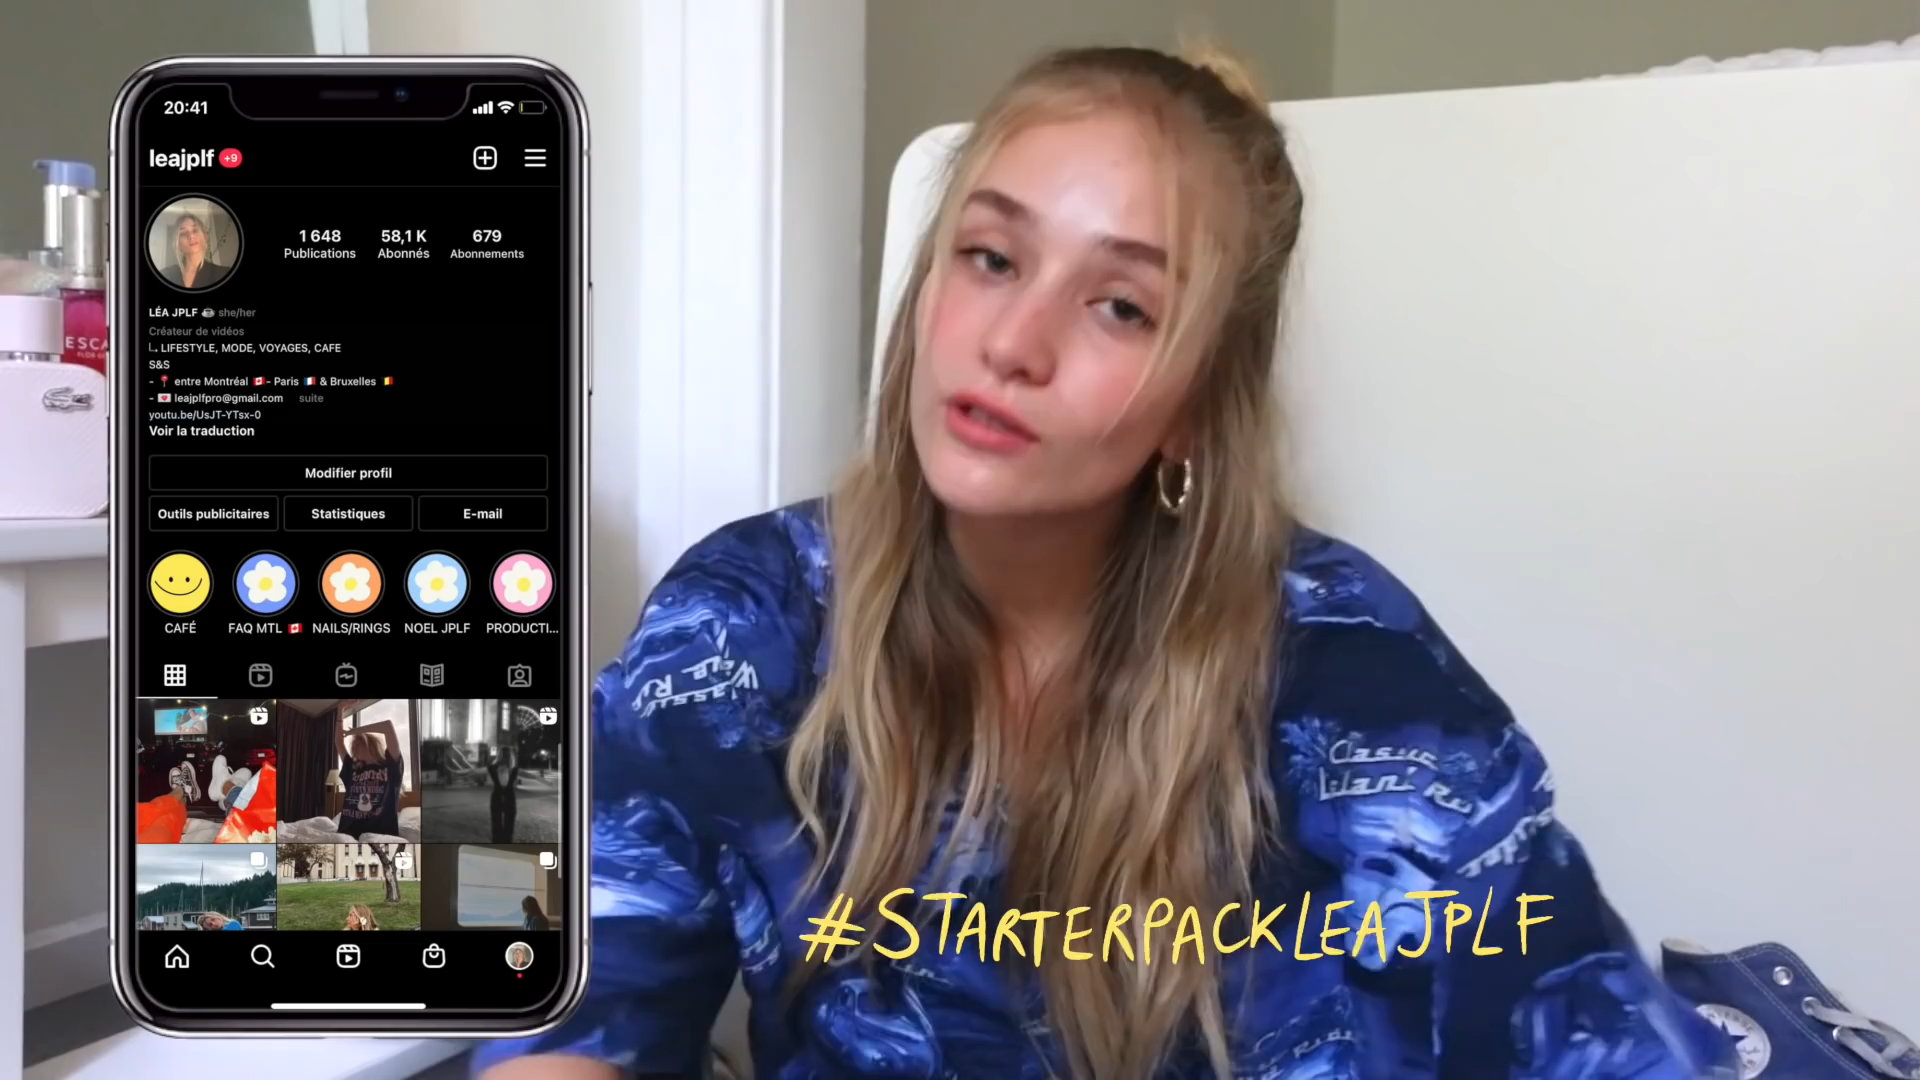 20:41
leajplf +9
1 648 58,1 K 679
Publications Abonnés Abonnements
LÉA JPLF she/her
Créateur de vidéos
LIFESTYLE, MODE, VOYAGES, CAFE
S&S
- 📍 entre Montréal 🇨🇦- Paris 🇫🇷 & Bruxelles 🇧🇪
- 💌 leajplfpro@gmail.com suite
youtu.be/UsJT-YTsx-0
Voir la traduction
Modifier profil
Outils publicitaires Statistiques E-mail
CAFÉ FAQ MTL 🇨🇦 NAILS/RINGS NOEL JPLF PRODUCTI...
ESCA
#STARTERPACKLEAJPLF